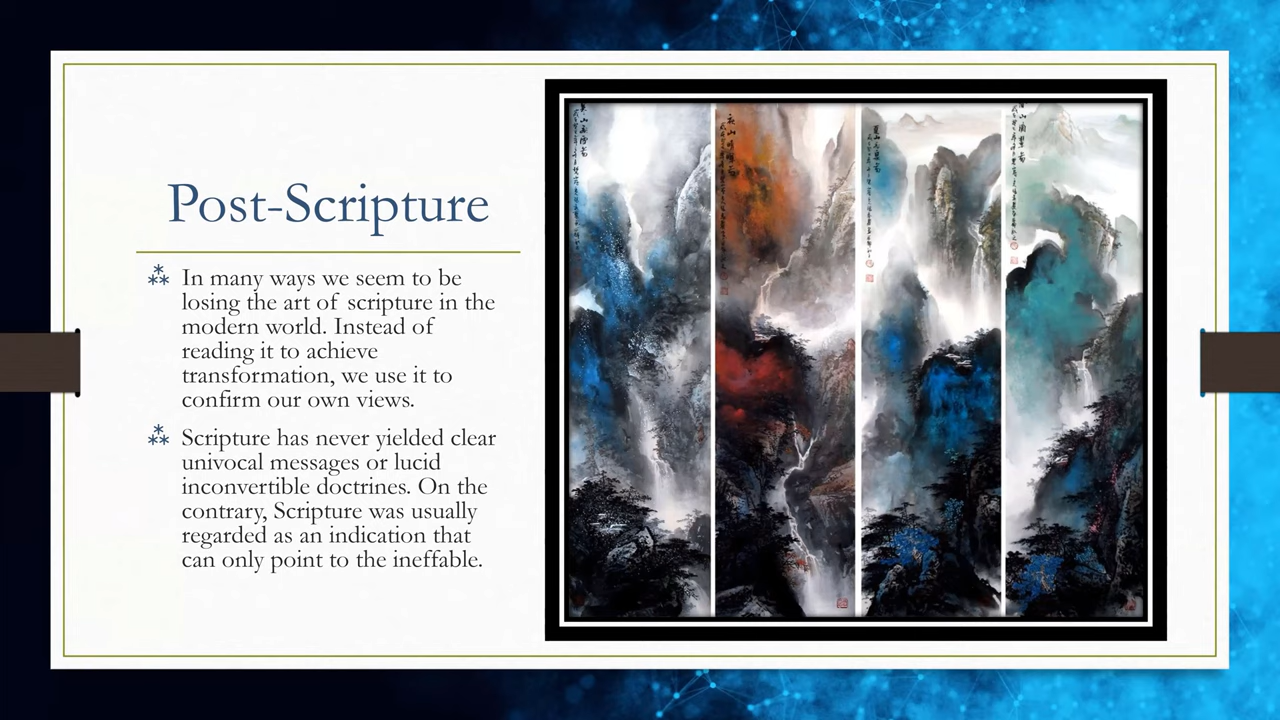 Post-Scripture
In many ways we seem to be
losing the art of scripture in the
modern world. Instead of
reading it to achieve
transformation, we use it to
confirm our own views.
Scripture has never yielded clear
univocal messages or lucid
inconvertible doctrines. On the
contrary, Scripture was usually
regarded as an indication that
can only point to the ineffable.